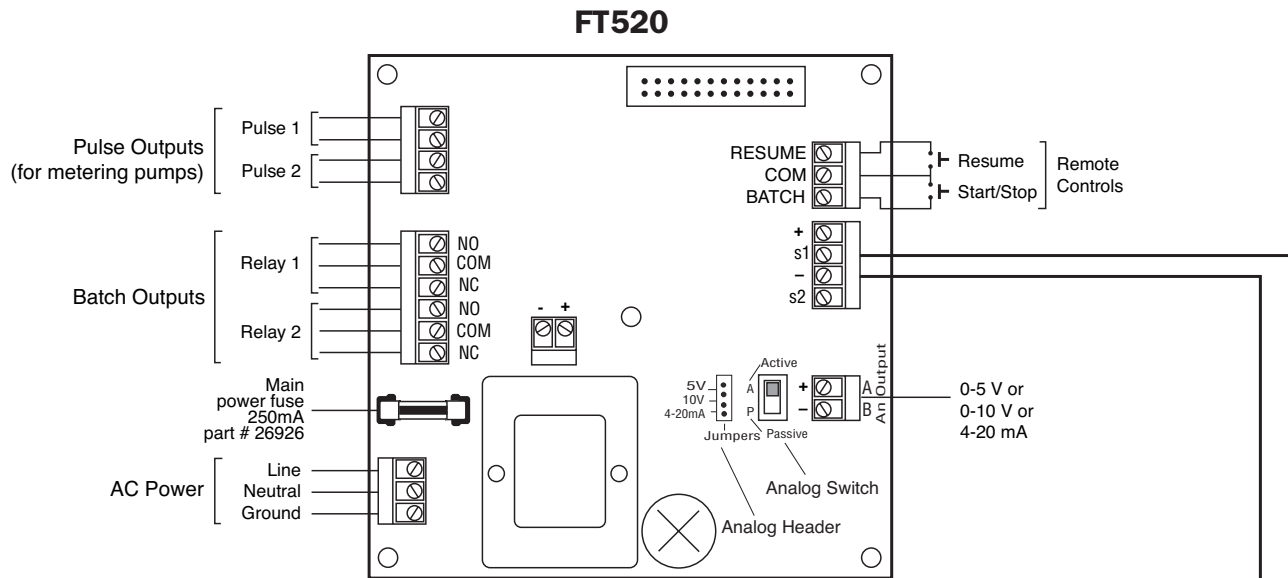 FT520
Pulse Outputs
(for metering pumps)
Pulse 1
Pulse 2
Batch Outputs
Relay 1
Relay 2
NO
COM
NC
NO
COM
NC
Main
power fuse
250mA
part # 26926
AC Power
Line
Neutral
Ground
- +
RESUME
COM
BATCH
Resume
Start/Stop
Remote
Controls
+
s1
–
s2
5V
10V
4-20mA
Jumpers
Active
A
P
Passive
+
–
A
B
An Output
0-5 V or
0-10 V or
4-20 mA
Analog Switch
Analog Header